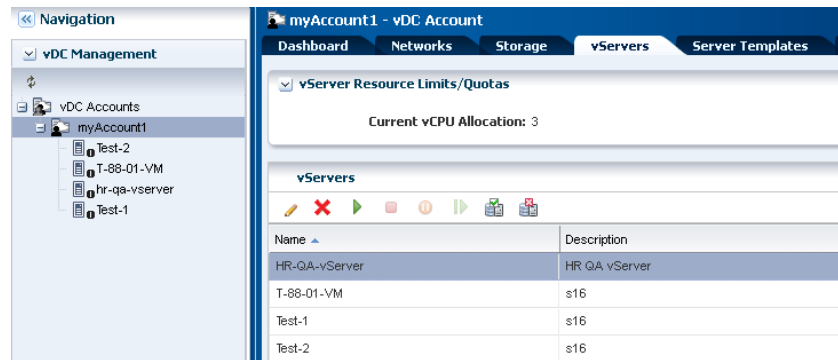 Navigation
vDC Management
vDC Accounts
myAccount1
Test-2
T-88-01-VM
hr-qa-vserver
Test-1
myAccount1 - vDC Account
Dashboard Networks Storage vServers Server Templates
vServer Resource Limits/Quotas
Current vCPU Allocation: 3
vServers
Name Description
HR-QA-vServer HR QA vServer
T-88-01-VM s16
Test-1 s16
Test-2 s16